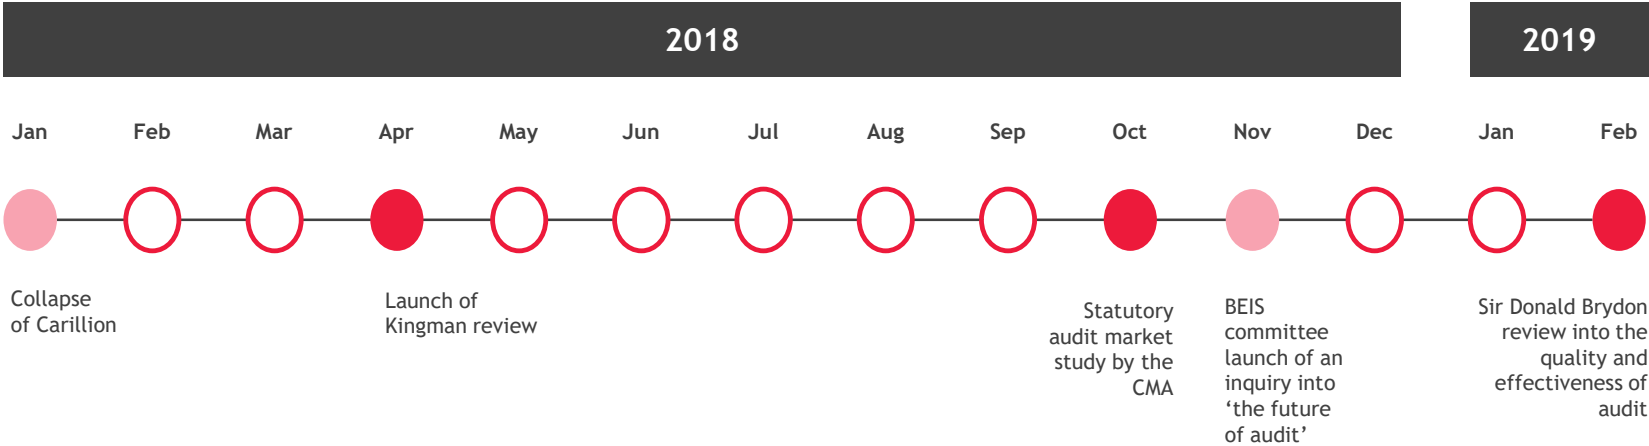 2018
2019
Jan
Feb
Mar
Apr
May
Jun
Jul
Aug
Sep
Oct
Nov
Dec
Jan
Feb
Collapse
of Carillion
Launch of
Kingman review
Statutory
audit market
study by the
CMA
BEIS
committee
launch of an
inquiry into
‘the future
of audit’
Sir Donald Brydon
review into the
quality and
effectiveness of
audit